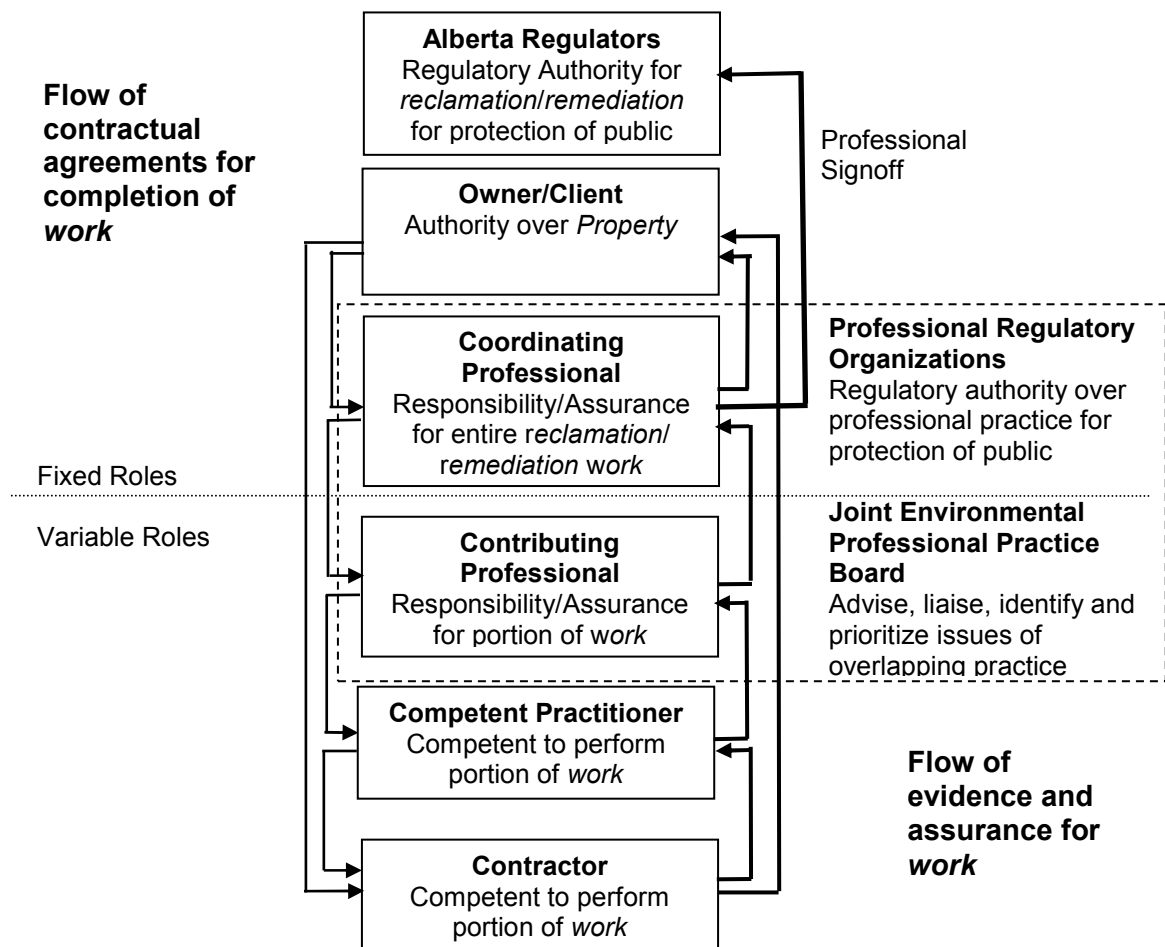 Alberta Regulators
Regulatory Authority for
reclamation/remediation
for protection of public
Flow of
contractual
agreements for
completion of
work
Professional
Signoff
Owner/Client
Authority over Property
Coordinating
Professional
Responsibility/Assurance
for entire reclamation/
remediation work
Professional Regulatory
Organizations
Regulatory authority over
professional practice for
protection of public
Fixed Roles
Variable Roles
Contributing
Professional
Responsibility/Assurance
for portion of work
Joint Environmental
Professional Practice
Board
Advise, liaise, identify and
prioritize issues of
overlapping practice
Competent Practitioner
Competent to perform
portion of work
Flow of
evidence and
assurance for
work
Contractor
Competent to perform
portion of work